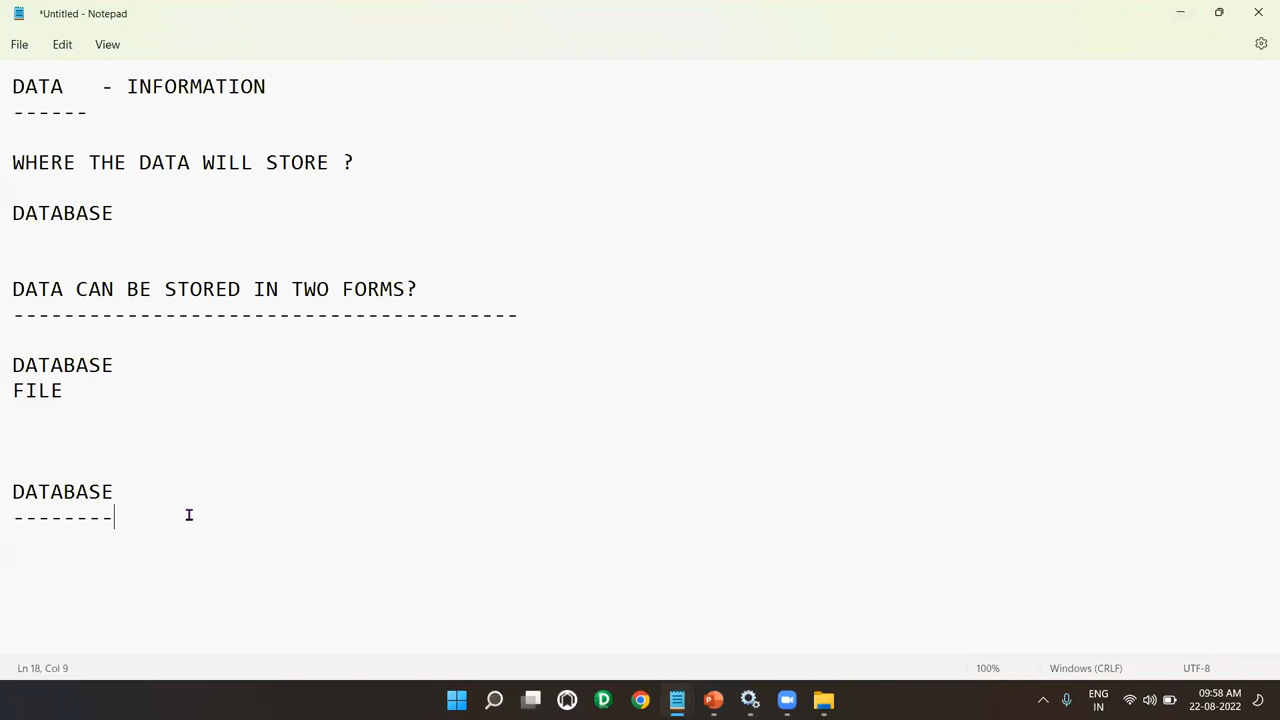 *Untitled - Notepad
File Edit View
DATA   - INFORMATION
------
WHERE THE DATA WILL STORE ?
DATABASE
DATA CAN BE STORED IN TWO FORMS?
----------------------------------------
DATABASE
FILE
DATABASE
--------
Ln 18, Col 9
100%
Windows (CRLF)
UTF-8
ENG
IN
09:58 AM
22-08-2022